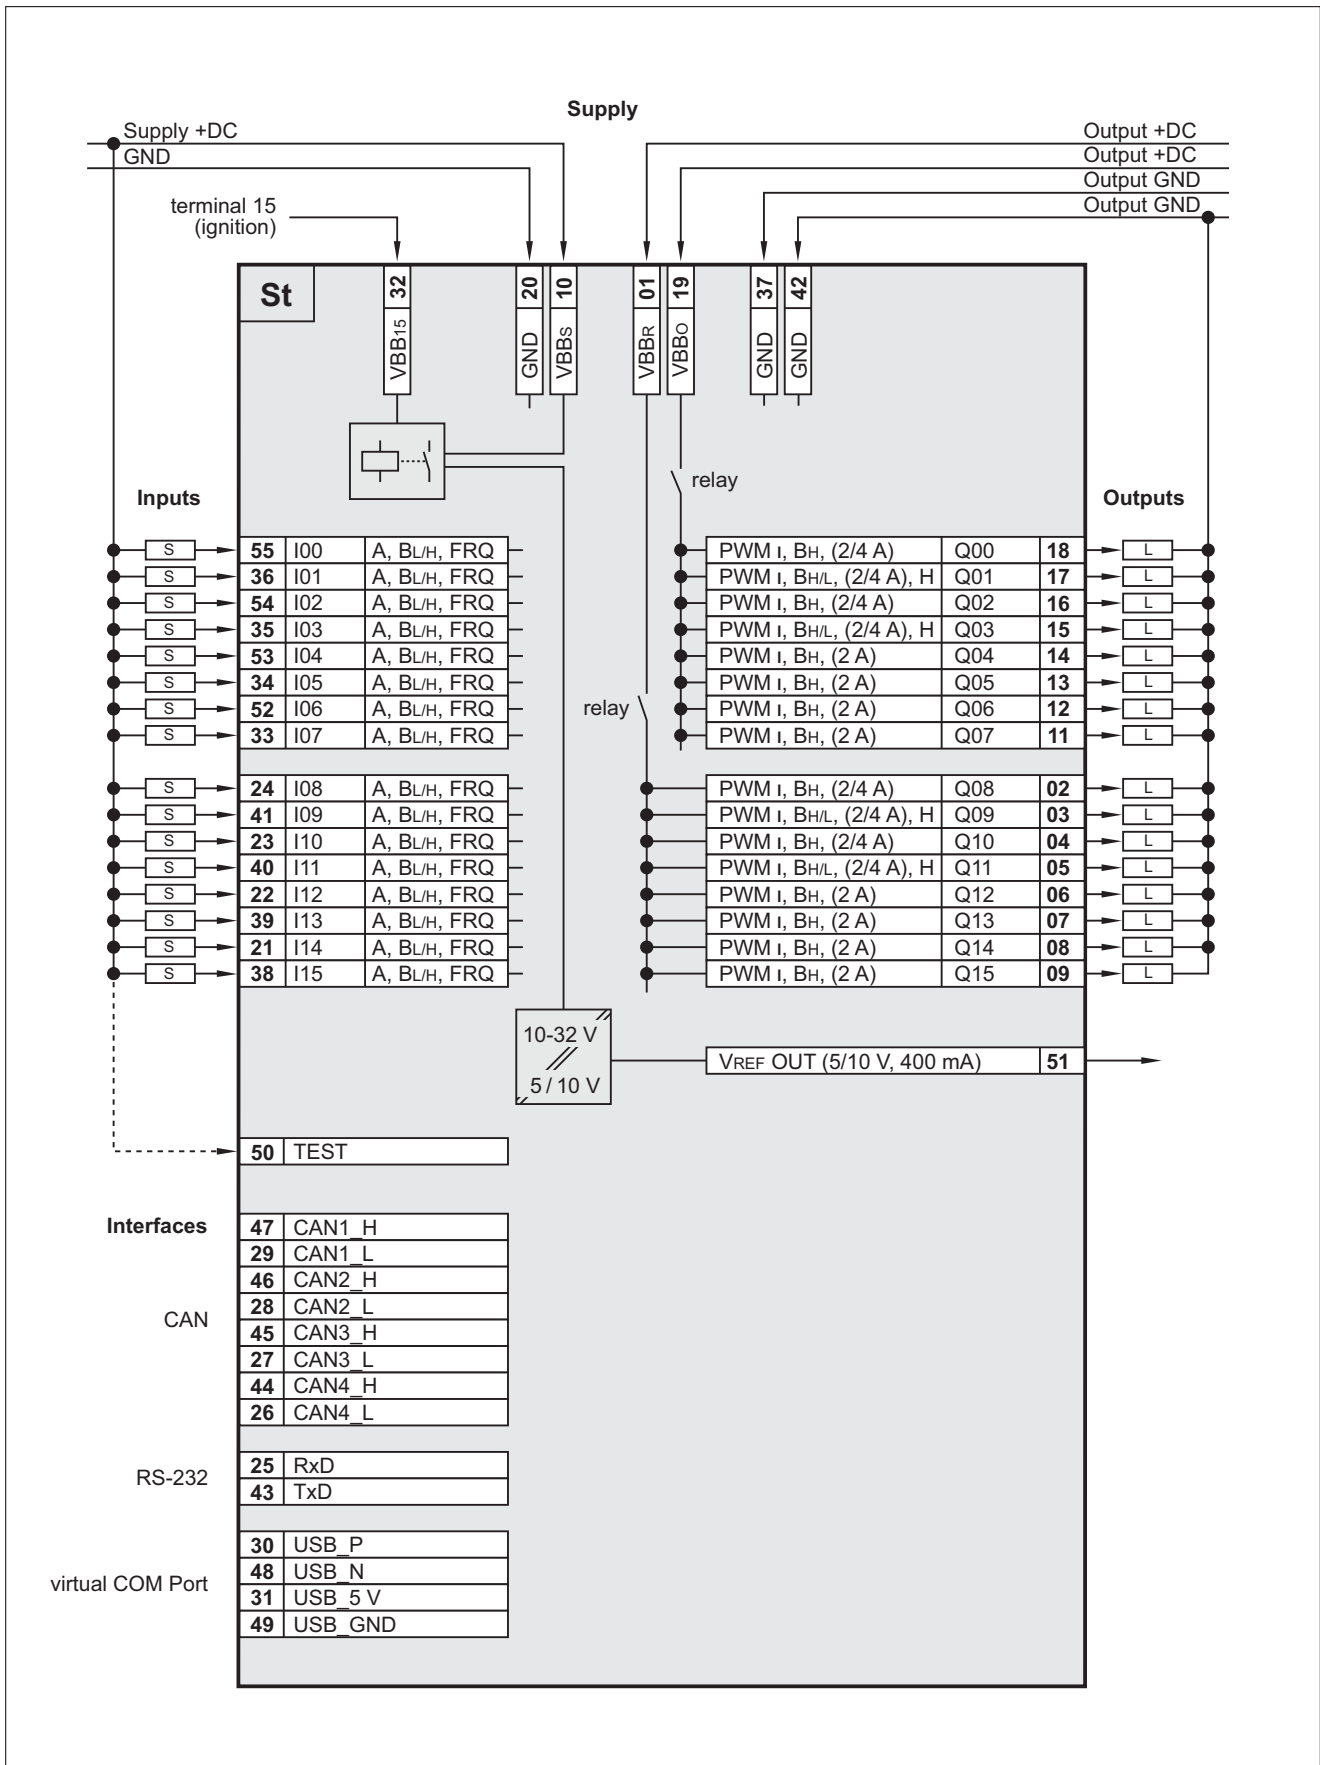 Supply
Supply +DC
GND
Output +DC
Output +DC
Output GND
Output GND
terminal 15
(ignition)
St
32 VBB15
20 GND
10 VBBS
01 VBBR
19 VBBO
37 GND
42 GND
relay
Inputs
Outputs
S 55 I00 A, BL/H, FRQ PWM I, BH, (2/4 A) Q00 18 L
S 36 I01 A, BL/H, FRQ PWM I, BH/L, (2/4 A), H Q01 17 L
S 54 I02 A, BL/H, FRQ PWM I, BH, (2/4 A) Q02 16 L
S 35 I03 A, BL/H, FRQ PWM I, BH/L, (2/4 A), H Q03 15 L
S 53 I04 A, BL/H, FRQ PWM I, BH, (2 A) Q04 14 L
S 34 I05 A, BL/H, FRQ PWM I, BH, (2 A) Q05 13 L
S 52 I06 A, BL/H, FRQ relay PWM I, BH, (2 A) Q06 12 L
S 33 I07 A, BL/H, FRQ PWM I, BH, (2 A) Q07 11 L
S 24 I08 A, BL/H, FRQ PWM I, BH, (2/4 A) Q08 02 L
S 41 I09 A, BL/H, FRQ PWM I, BH/L, (2/4 A), H Q09 03 L
S 23 I10 A, BL/H, FRQ PWM I, BH, (2/4 A) Q10 04 L
S 40 I11 A, BL/H, FRQ PWM I, BH/L, (2/4 A), H Q11 05 L
S 22 I12 A, BL/H, FRQ PWM I, BH, (2 A) Q12 06 L
S 39 I13 A, BL/H, FRQ PWM I, BH, (2 A) Q13 07 L
S 21 I14 A, BL/H, FRQ PWM I, BH, (2 A) Q14 08 L
S 38 I15 A, BL/H, FRQ PWM I, BH, (2 A) Q15 09 L
10-32 V
5 / 10 V
VREF OUT (5/10 V, 400 mA) 51
50 TEST
Interfaces
47 CAN1_H
29 CAN1_L
46 CAN2_H
28 CAN2_L
CAN
45 CAN3_H
27 CAN3_L
44 CAN4_H
26 CAN4_L
RS-232
25 RxD
43 TxD
virtual COM Port
30 USB_P
48 USB_N
31 USB_5 V
49 USB_GND